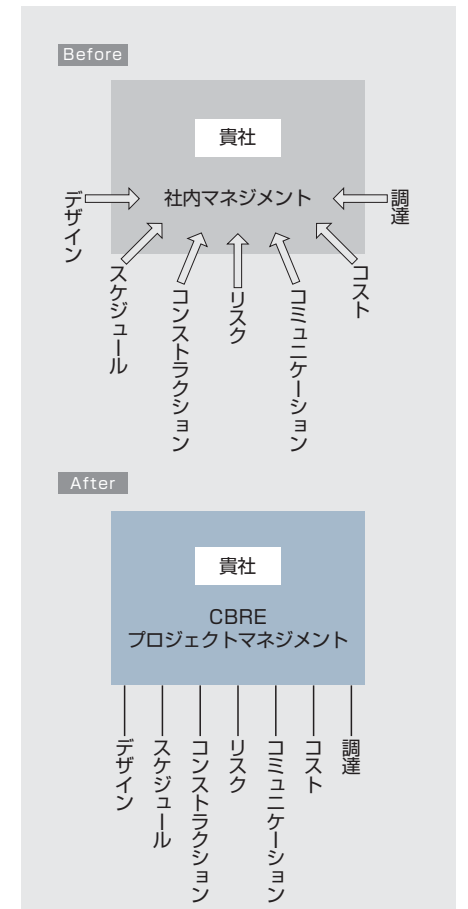 Before
貴社
社内マネジメント
デザイン
スケジュール
コンストラクション
リスク
コミュニケーション
コスト
調達
After
貴社
CBRE
プロジェクトマネジメント
デザイン
スケジュール
コンストラクション
リスク
コミュニケーション
コスト
調達